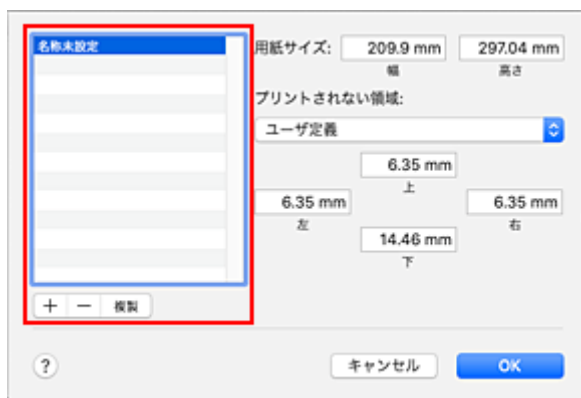 名称未設定
用紙サイズ: 209.9 mm 297.04 mm
幅 高さ
プリントされない領域:
ユーザ定義
6.35 mm
上
6.35 mm 6.35 mm
左 右
14.46 mm
下
+ − 複製
? キャンセル OK